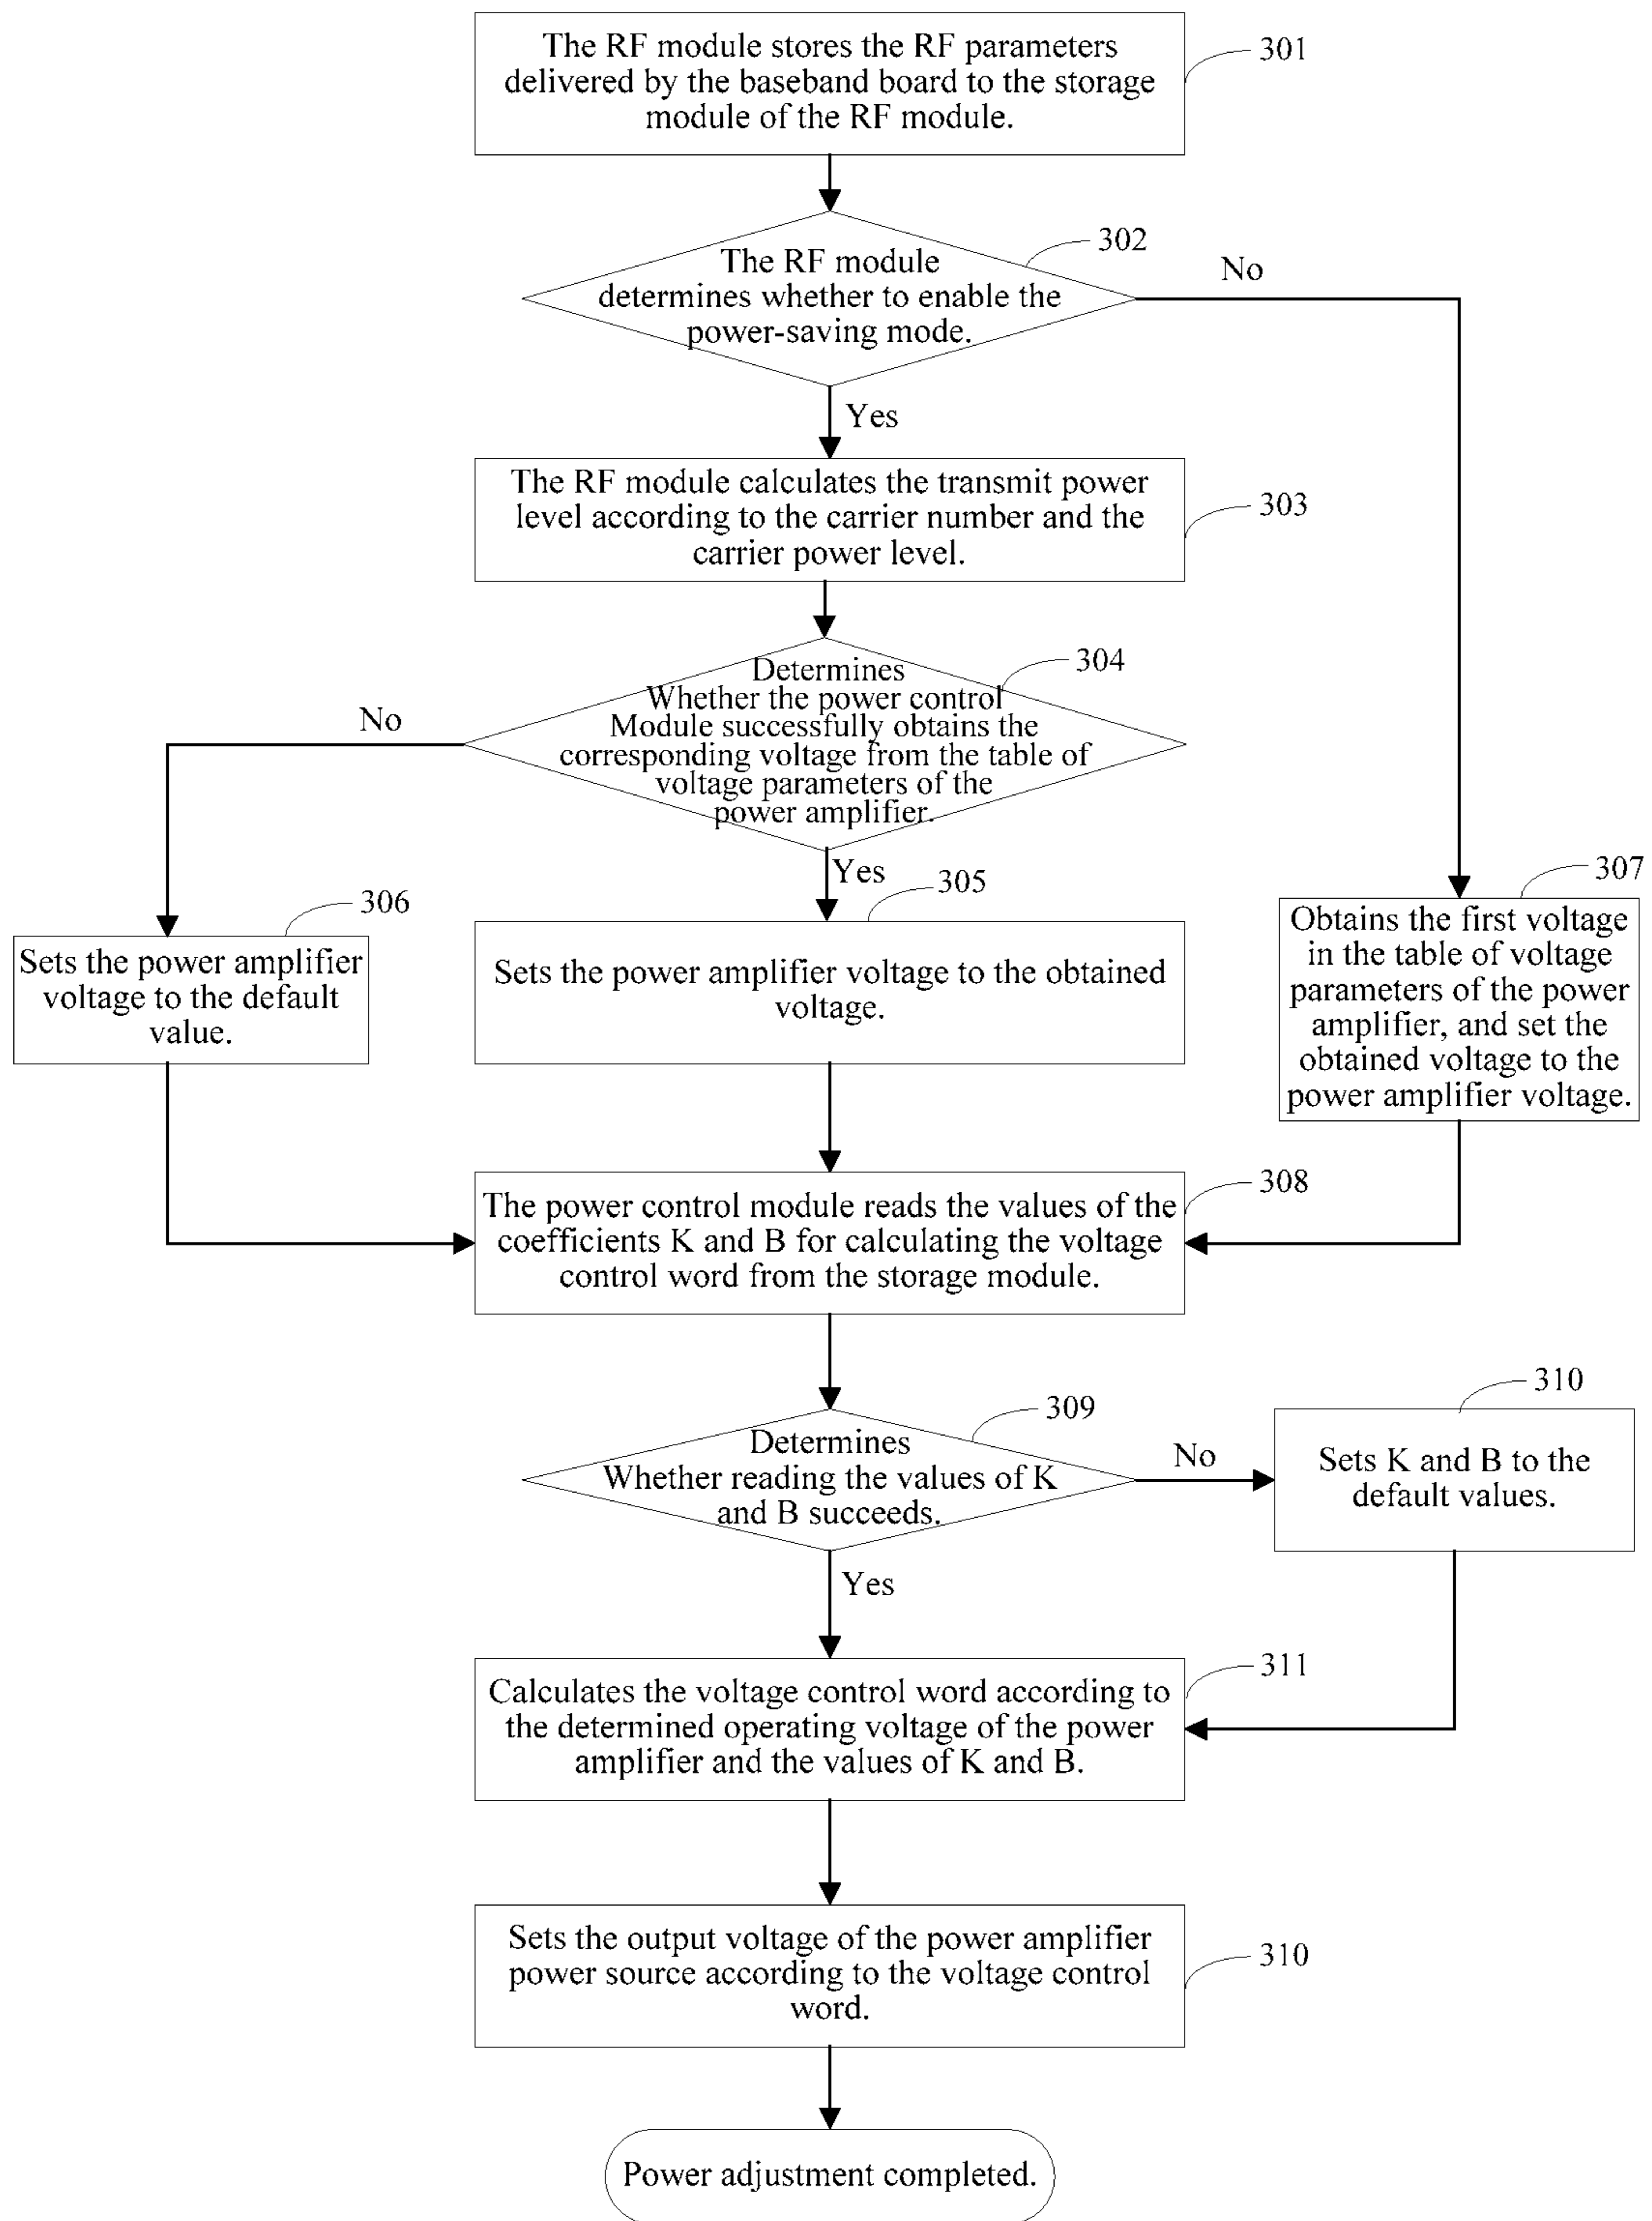 The RF module stores the RF parameters
delivered by the baseband board to the storage
module of the RF module.
301
302
The RF module
determines whether to enable the
power-saving mode.
No
Yes
The RF module calculates the transmit power
level according to the carrier number and the
carrier power level.
303
304
Determines
Whether the power control
Module successfully obtains the
corresponding voltage from the table of
voltage parameters of the
power amplifier.
No
Yes
306
Sets the power amplifier
voltage to the default
value.
305
Sets the power amplifier voltage to the obtained
voltage.
307
Obtains the first voltage
in the table of voltage
parameters of the power
amplifier, and set the
obtained voltage to the
power amplifier voltage.
308
The power control module reads the values of the
coefficients K and B for calculating the voltage
control word from the storage module.
309
Determines
Whether reading the values of K
and B succeeds.
No
310
Sets K and B to the
default values.
Yes
311
Calculates the voltage control word according to
the determined operating voltage of the power
amplifier and the values of K and B.
Sets the output voltage of the power amplifier
power source according to the voltage control
word.
310
Power adjustment completed.